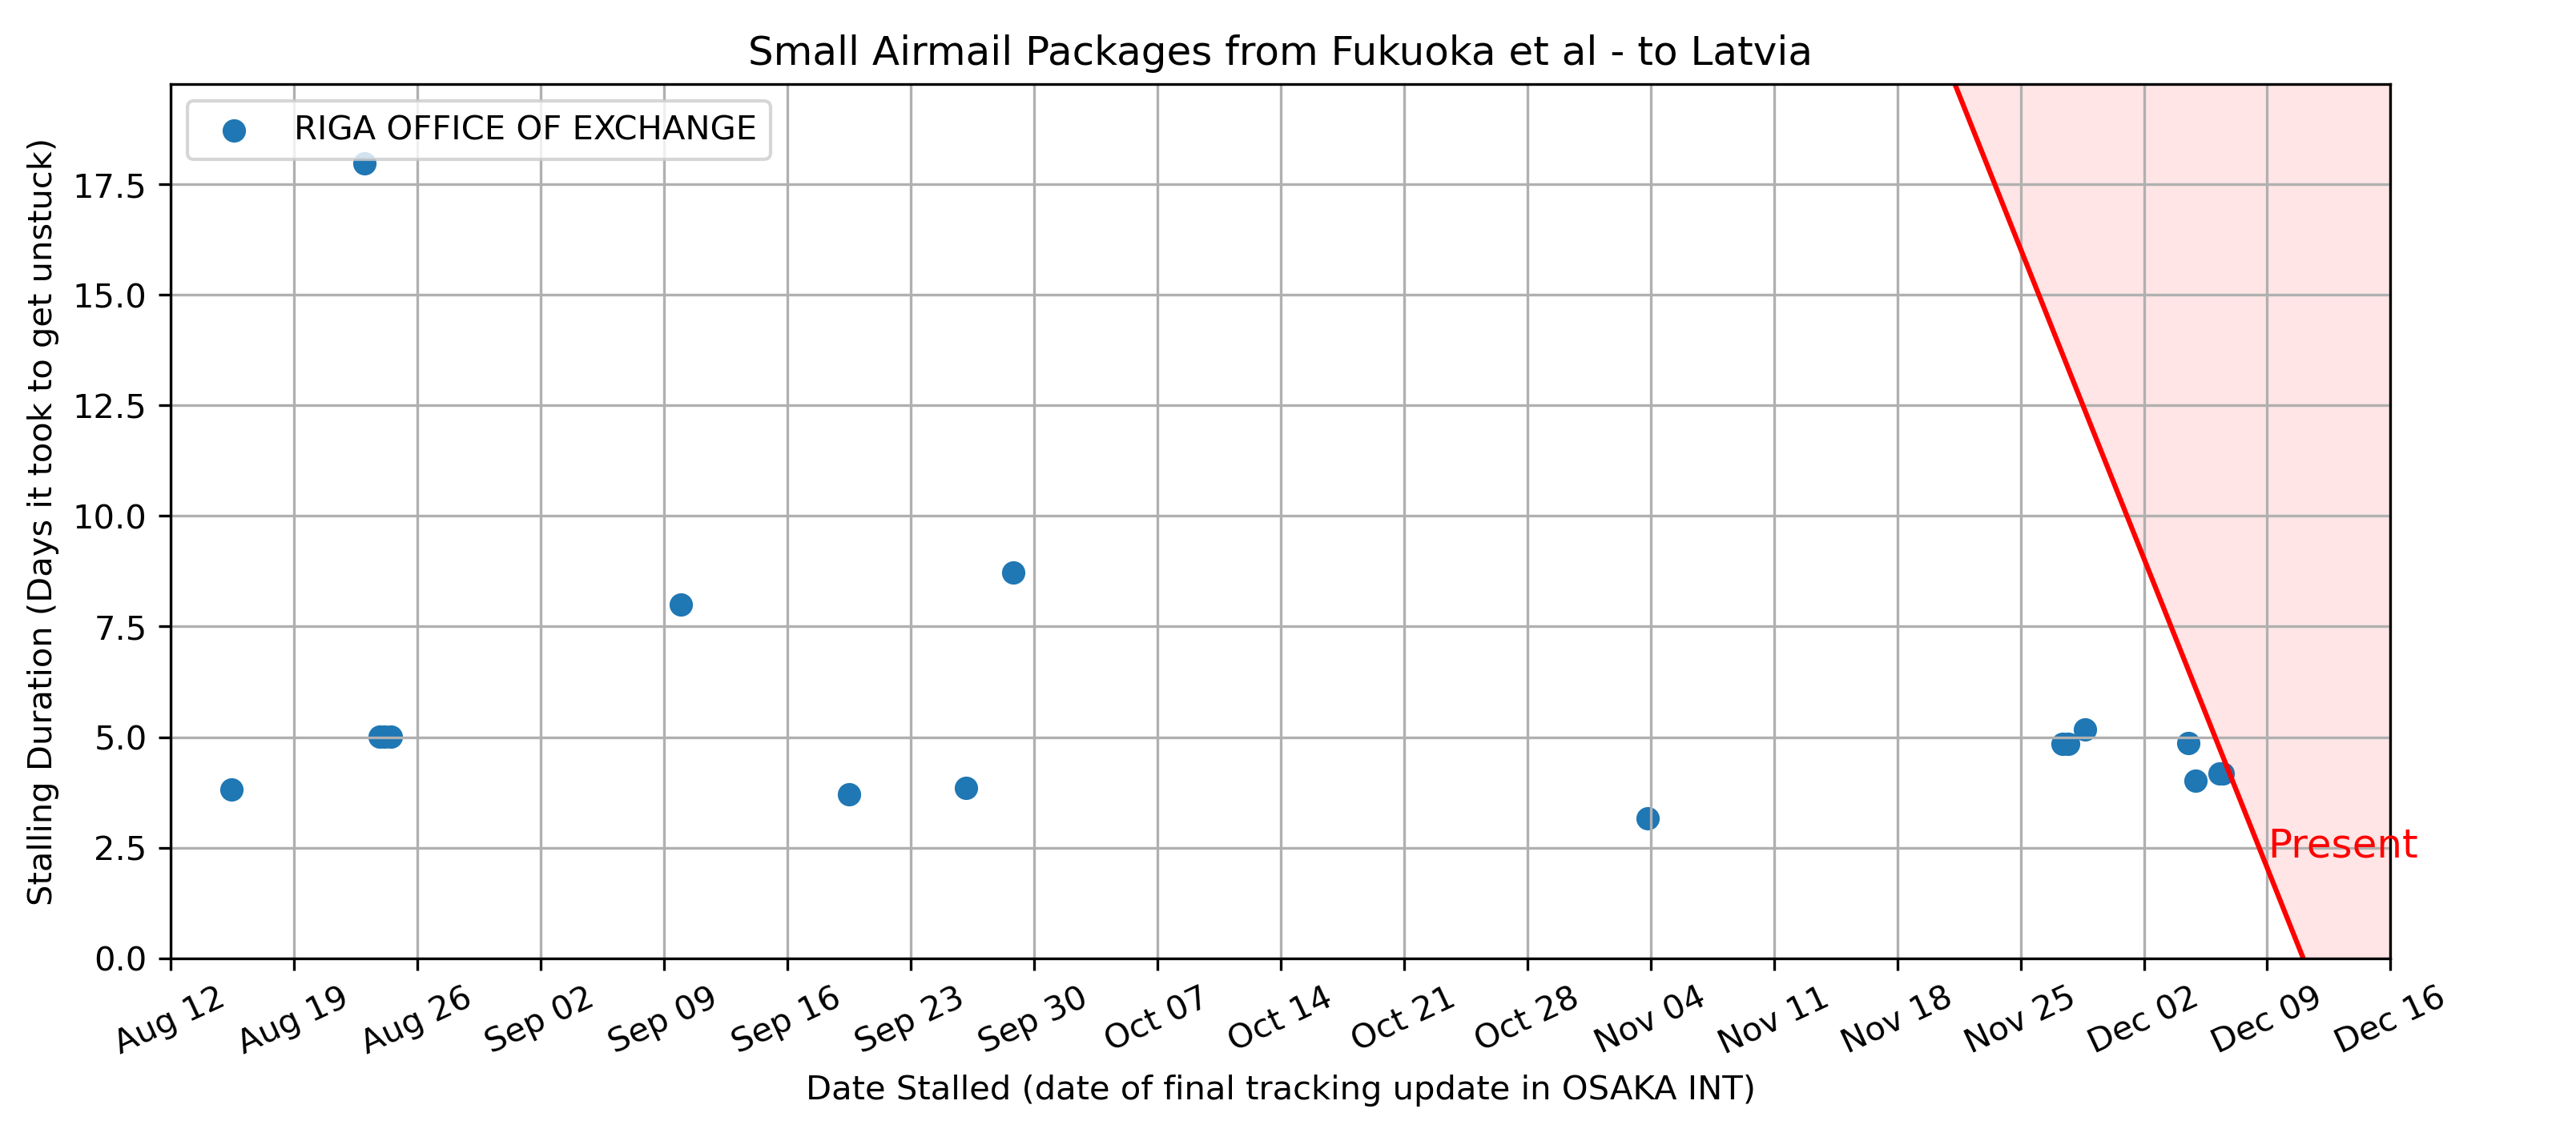 Small Airmail Packages from Fukuoka et al - to Latvia
RIGA OFFICE OF EXCHANGE
Stalling Duration (Days it took to get unstuck)
17.5
15.0
12.5
10.0
7.5
5.0
2.5
0.0
Present
Aug 12
Aug 19
Aug 26
Sep 02
Sep 09
Sep 16
Sep 23
Sep 30
Oct 07
Oct 14
Oct 21
Oct 28
Nov 04
Nov 11
Nov 18
Nov 25
Dec 02
Dec 09
Dec 16
Date Stalled (date of final tracking update in OSAKA INT)